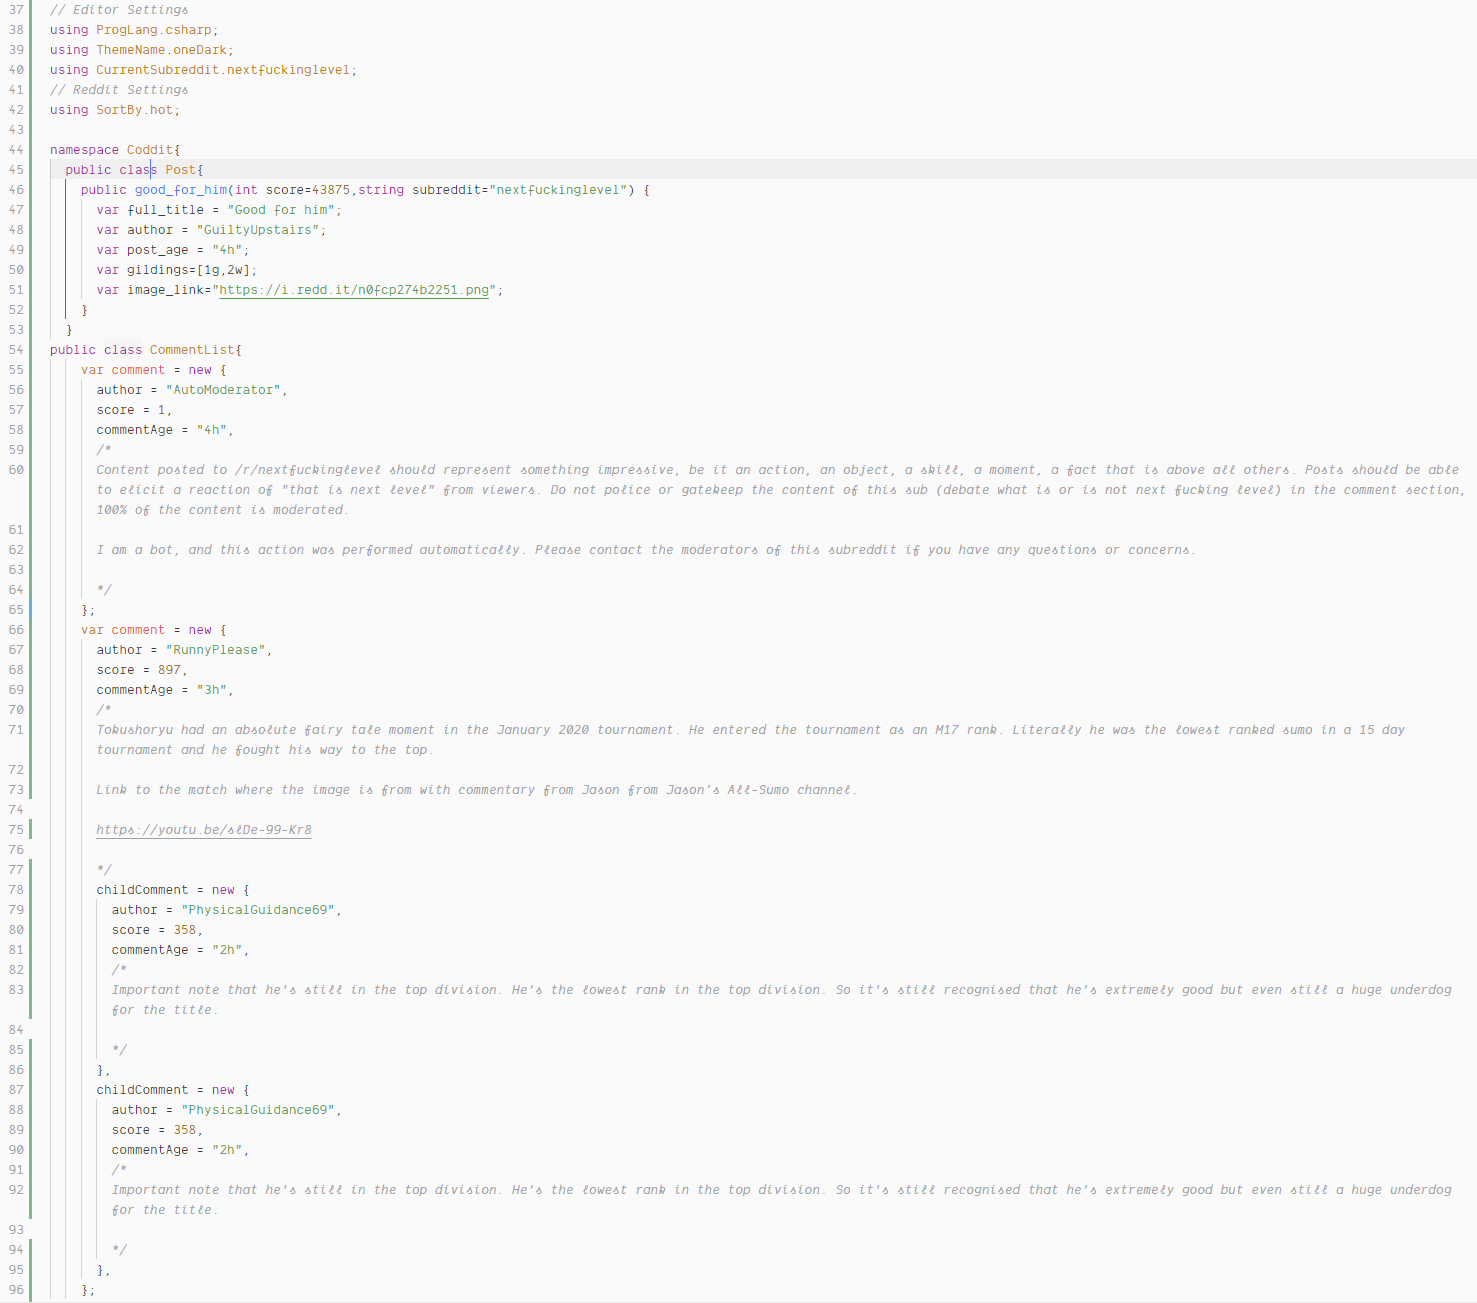 37 // Editor Settings
38 using ProgLang.csharp;
39 using ThemeName.oneDark;
40 using CurrentSubreddit.nextfuckinglevel;
41 // Reddit Settings
42 using SortBy.hot;
43
44 namespace Coddit{
45 public class Post{
46 public good_for_him(int score=43875,string subreddit="nextfuckinglevel") {
47 var full_title = "Good for him";
48 var author = "GuiltyUpstairs";
49 var post_age = "4h";
50 var gildings=[1g,2w];
51 var image_link="https://i.redd.it/n0fcp274b2251.png";
52 }
53 }
54 public class CommentList{
55 var comment = new {
56 author = "AutoModerator",
57 score = 1,
58 commentAge = "4h",
59 /*
60 Content posted to /r/nextfuckinglevel should represent something impressive, be it an action, an object, a skill, a moment, a fact that is above all others. Posts should be able
to elicit a reaction of "that is next level" from viewers. Do not police or gatekeep the content of this sub (debate what is or is not next fucking level) in the comment section,
100% of the content is moderated.
61
62 I am a bot, and this action was performed automatically. Please contact the moderators of this subreddit if you have any questions or concerns.
63
64 */
65 };
66 var comment = new {
67 author = "RunnyPlease",
68 score = 897,
69 commentAge = "3h",
70 /*
71 Tokushoryu had an absolute fairy tale moment in the January 2020 tournament. He entered the tournament as an M17 rank. Literally he was the lowest ranked sumo in a 15 day
tournament and he fought his way to the top.
72
73 Link to the match where the image is from with commentary from Jason from Jason's All-Sumo channel.
74
75 https://youtu.be/slDe-99-Kr8
76
77 */
78 childComment = new {
79 author = "PhysicalGuidance69",
80 score = 358,
81 commentAge = "2h",
82 /*
83 Important note that he's still in the top division. He's the lowest rank in the top division. So it's still recognised that he's extremely good but even still a huge underdog
for the title.
84
85 */
86 },
87 childComment = new {
88 author = "PhysicalGuidance69",
89 score = 358,
90 commentAge = "2h",
91 /*
92 Important note that he's still in the top division. He's the lowest rank in the top division. So it's still recognised that he's extremely good but even still a huge underdog
for the title.
93
94 */
95 },
96 };